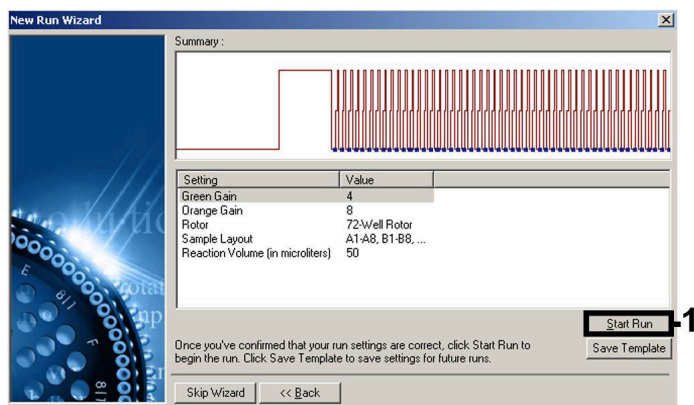 New Run Wizard
Summary :
Setting Value
Green Gain 4
Orange Gain 8
Rotor 72-Well Rotor
Sample Layout A1-A8, B1-B8, ...
Reaction Volume (in microliters) 50
Start Run
1
Once you've confirmed that your run settings are correct, click Start Run to
begin the run. Click Save Template to save settings for future runs.
Save Template
Skip Wizard
<< Back
E
F
8||7
8||